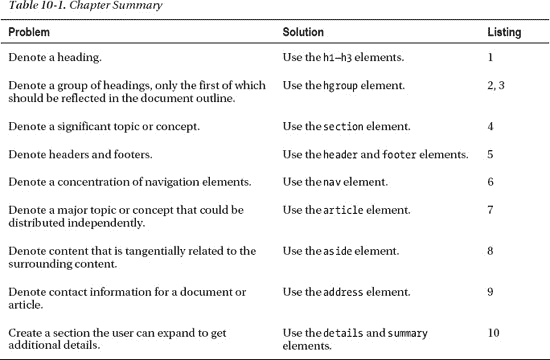 Table 10-1. Chapter Summary
Problem Solution Listing
Denote a heading. Use the h1–h3 elements. 1
Denote a group of headings, only the first of which Use the hgroup element. 2, 3
should be reflected in the document outline.
Denote a significant topic or concept. Use the section element. 4
Denote headers and footers. Use the header and footer elements. 5
Denote a concentration of navigation elements. Use the nav element. 6
Denote a major topic or concept that could be Use the article element. 7
distributed independently.
Denote content that is tangentially related to the Use the aside element. 8
surrounding content.
Denote contact information for a document or Use the address element. 9
article.
Create a section the user can expand to get Use the details and summary 10
additional details. elements.